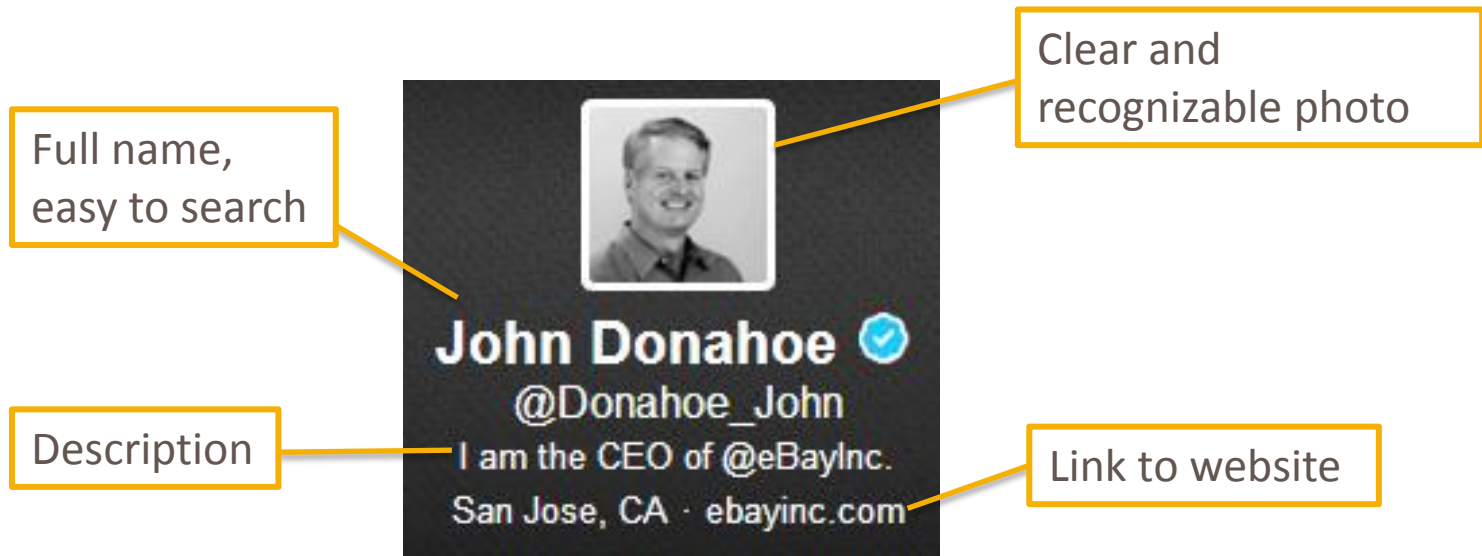 Clear and
recognizable photo
Full name,
easy to search
John Donahoe
@Donahoe_John
Description
I am the CEO of @eBayInc.
Link to website
San Jose, CA · ebayinc.com